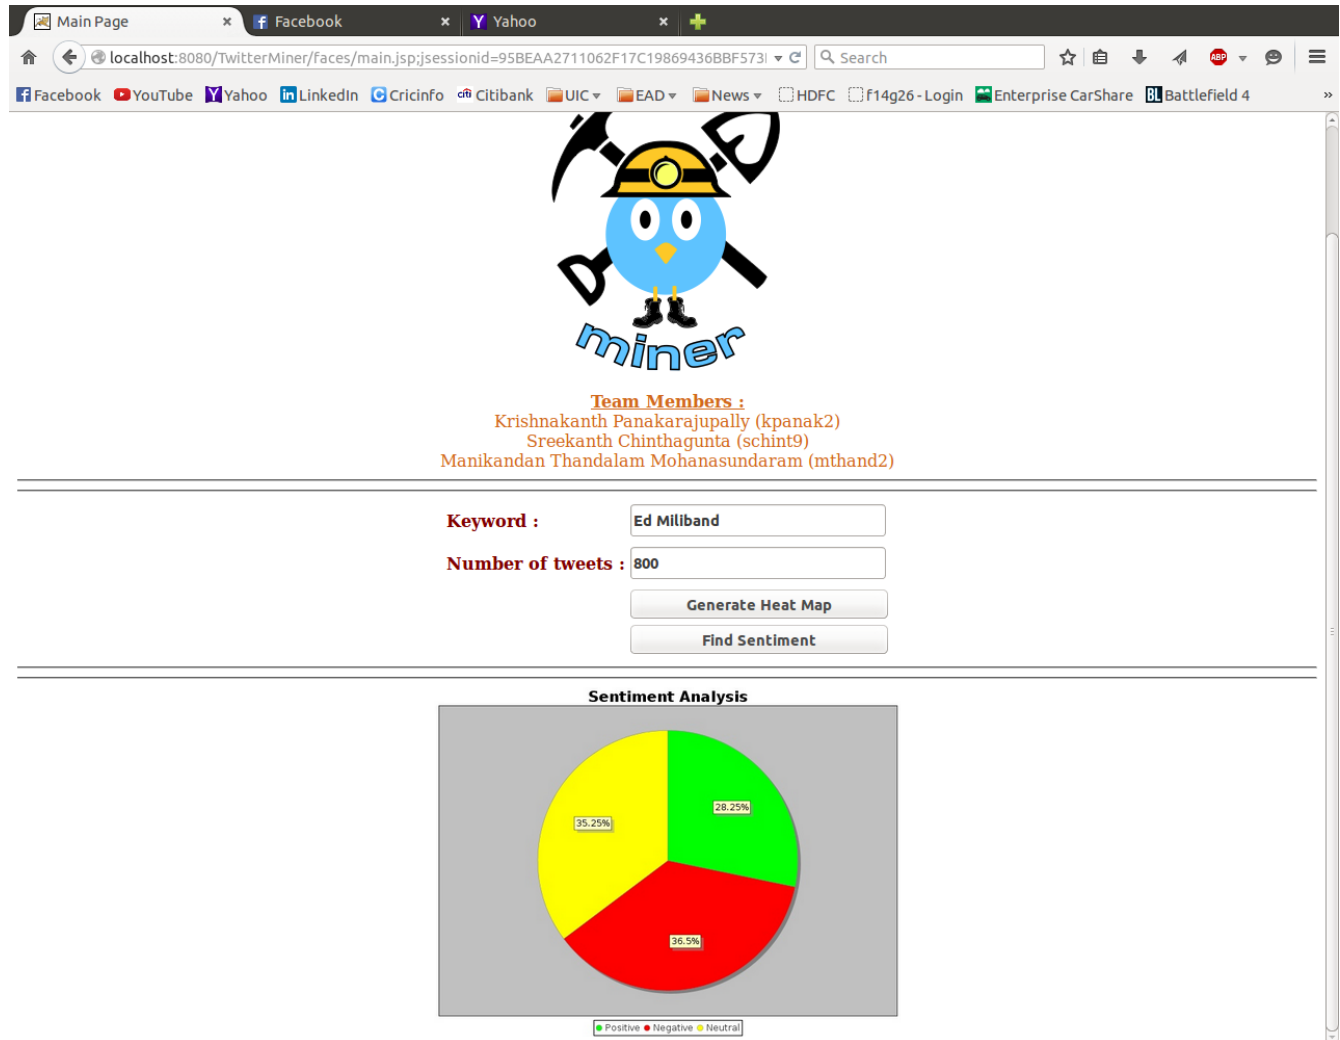 Main Page
Facebook
Yahoo
localhost:8080/TwitterMiner/faces/main.jsp;jsessionid=95BEAA2711062F17C19869436BBF573
Search
ABP
Facebook YouTube Yahoo LinkedIn Cricinfo citi Citibank UIC EAD News HDFC f14g26 - Login Enterprise CarShare BL Battlefield 4 »
miner
Team Members :
Krishnakanth Panakarajupally (kpanak2)
Sreekanth Chinthagunta (schint9)
Manikandan Thandalam Mohanasundaram (mthand2)
Keyword : Ed Miliband
Number of tweets : 800
Generate Heat Map
Find Sentiment
Sentiment Analysis
28.25%
35.25%
36.5%
Positive Negative Neutral